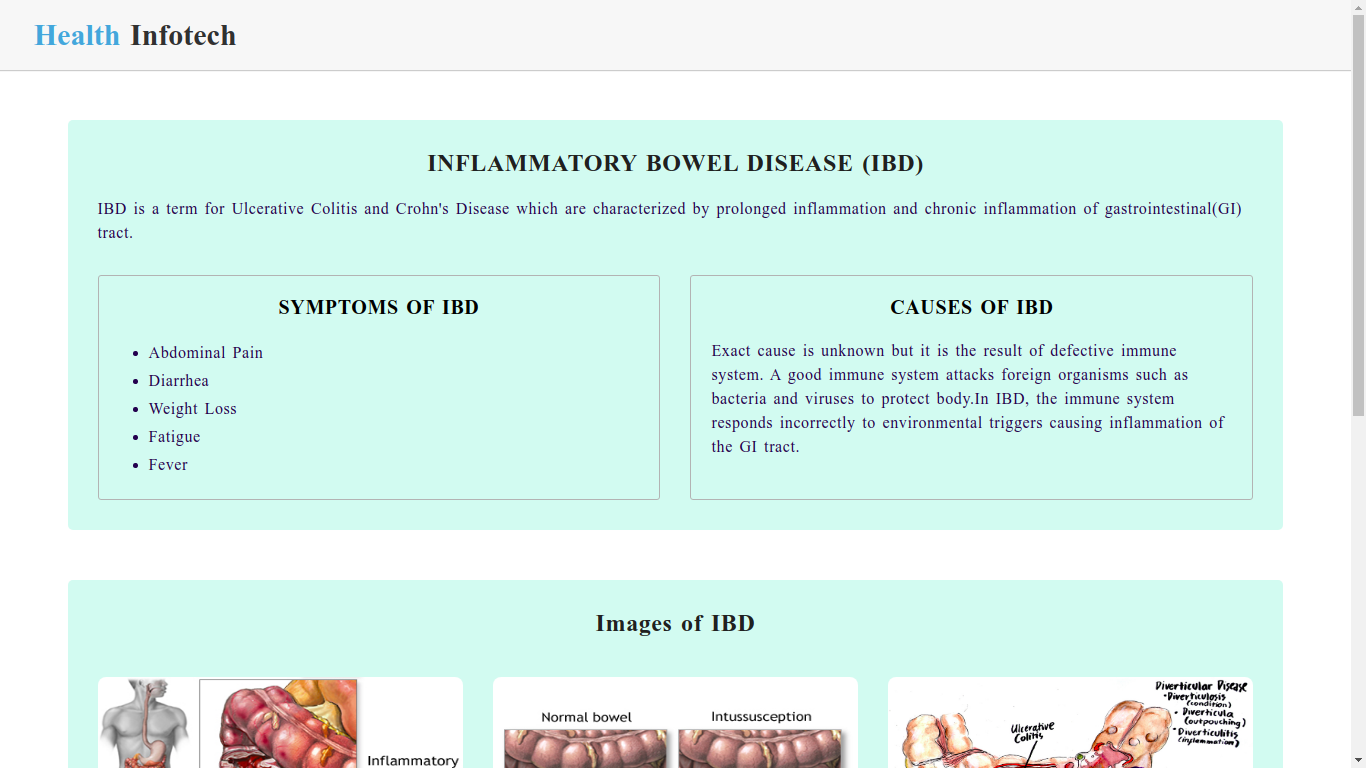 Health Infotech
INFLAMMATORY BOWEL DISEASE (IBD)
IBD is a term for Ulcerative Colitis and Crohn's Disease which are characterized by prolonged inflammation and chronic inflammation of gastrointestinal(GI)
tract.
SYMPTOMS OF IBD
• Abdominal Pain
• Diarrhea
• Weight Loss
• Fatigue
• Fever
CAUSES OF IBD
Exact cause is unknown but it is the result of defective immune
system. A good immune system attacks foreign organisms such as
bacteria and viruses to protect body.In IBD, the immune system
responds incorrectly to environmental triggers causing inflammation of
the GI tract.
Images of IBD
Inflammatory
Normal bowel
Intussusception
Diverticular Disease
• Diverticulosis
(condition)
• Diverticula
(outpouching)
• Diverticulitis
(inflammation)
Ulcerative
Colitis